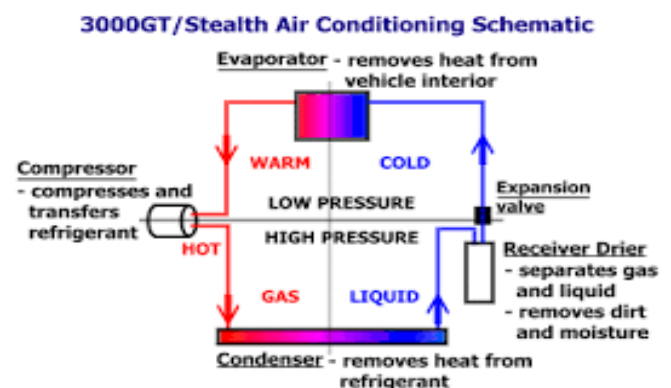 3000GT/Stealth Air Conditioning Schematic
Evaporator - removes heat from
vehicle interior
WARM
COLD
Compressor
- compresses and
transfers
refrigerant
LOW PRESSURE
HIGH PRESSURE
Expansion
valve
HOT
Receiver Drier
- separates gas
and liquid
- removes dirt
and moisture
GAS
LIQUID
Condenser - removes heat from
refrigerant